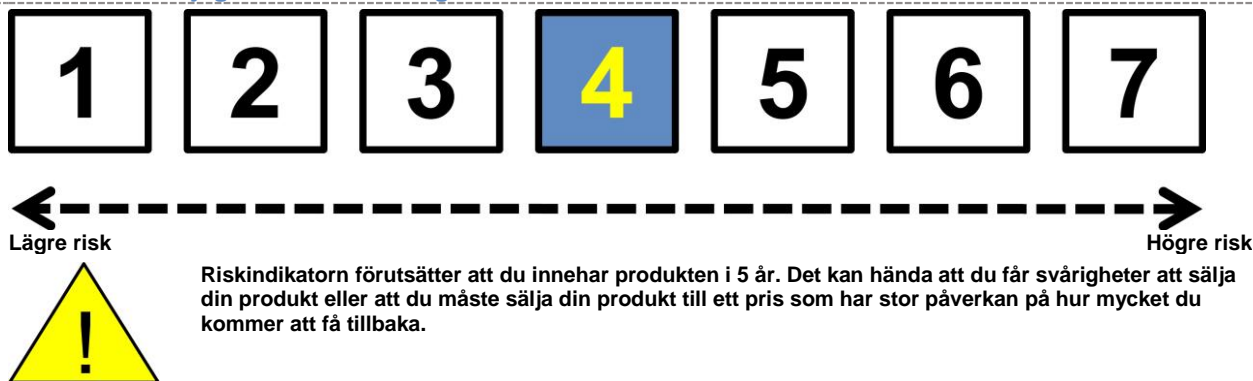 1 2 3 4 5 6 7
Lägre risk Högre risk
Riskindikatorn förutsätter att du innehar produkten i 5 år. Det kan hända att du får svårigheter att sälja
din produkt eller att du måste sälja din produkt till ett pris som har stor påverkan på hur mycket du
kommer att få tillbaka.
!